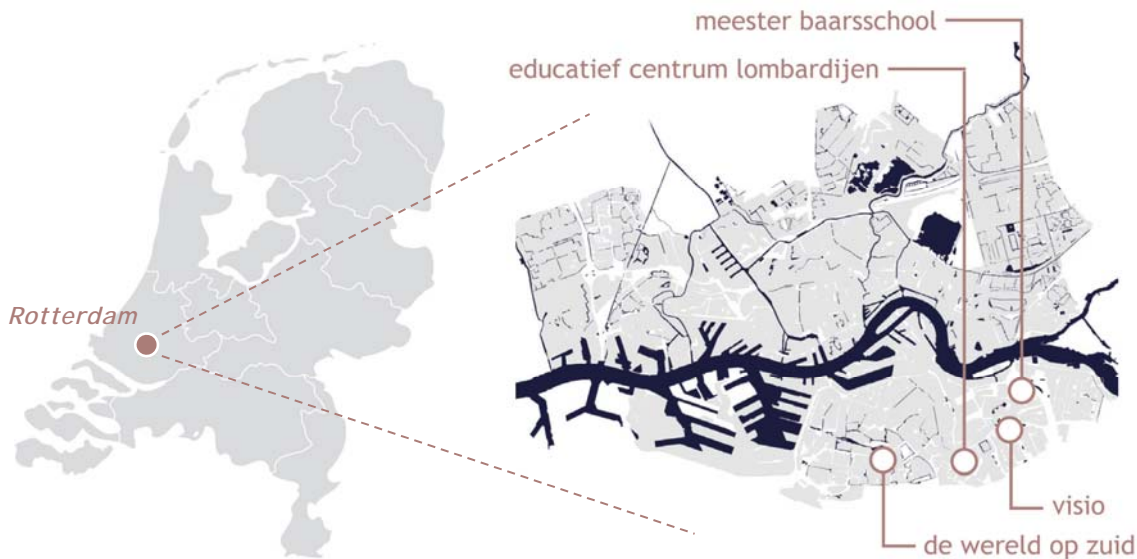 meester baarsschool
educatief centrum lombardijen
Rotterdam
visio
de wereld op zuid